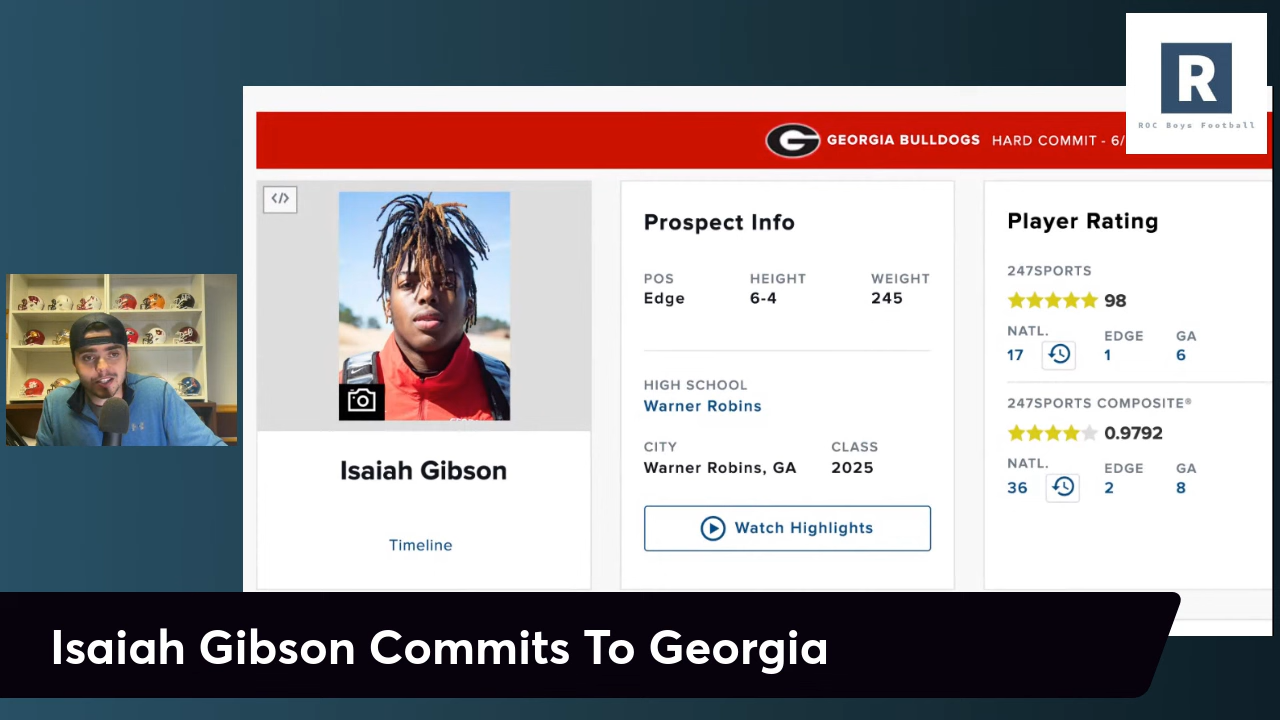 R
ROC Boys Football
G GEORGIA BULLDOGS HARD COMMIT - 6/
</>
Isaiah Gibson
Timeline
Prospect Info
POS HEIGHT WEIGHT
Edge 6-4 245
HIGH SCHOOL
Warner Robins
CITY CLASS
Warner Robins, GA 2025
Watch Highlights
Player Rating
247SPORTS
98
NATL. EDGE GA
17 1 6
247SPORTS COMPOSITE®
0.9792
NATL. EDGE GA
36 2 8
Isaiah Gibson Commits To Georgia